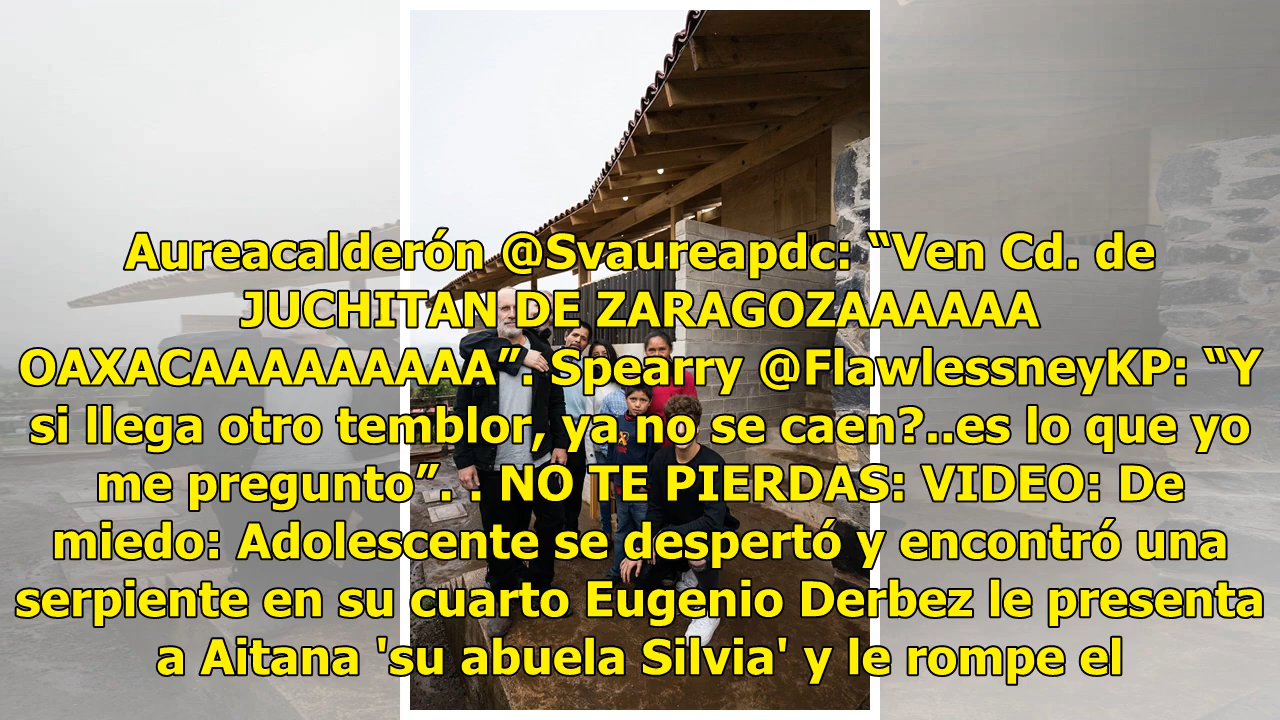 Aureacalderón @Svaureapdc: “Ven Cd. de
JUCHITAN DE ZARAGOZAAAAAA
OAXACAAAAAAAAAA”. Spearry @FlawlessneyKP: “Y
si llega otro temblor, ya no se caen?..es lo que yo
me pregunto”. . NO TE PIERDAS: VIDEO: De
miedo: Adolescente se despertó y encontró una
serpiente en su cuarto Eugenio Derbez le presenta
a Aitana 'su abuela Silvia' y le rompe el